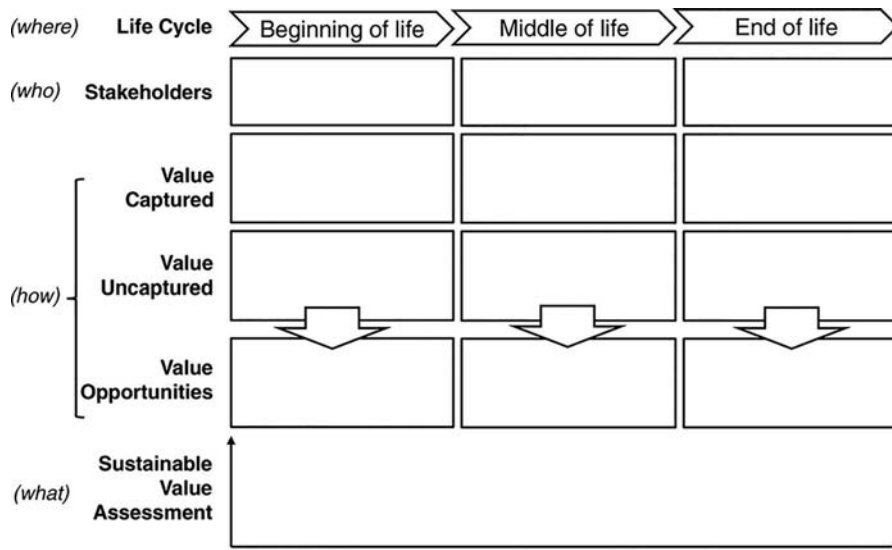 (where) Life Cycle Beginning of life Middle of life End of life
(who) Stakeholders
Value
Captured
(how)
Value
Uncaptured
Value
Opportunities
(what)
Sustainable
Value
Assessment